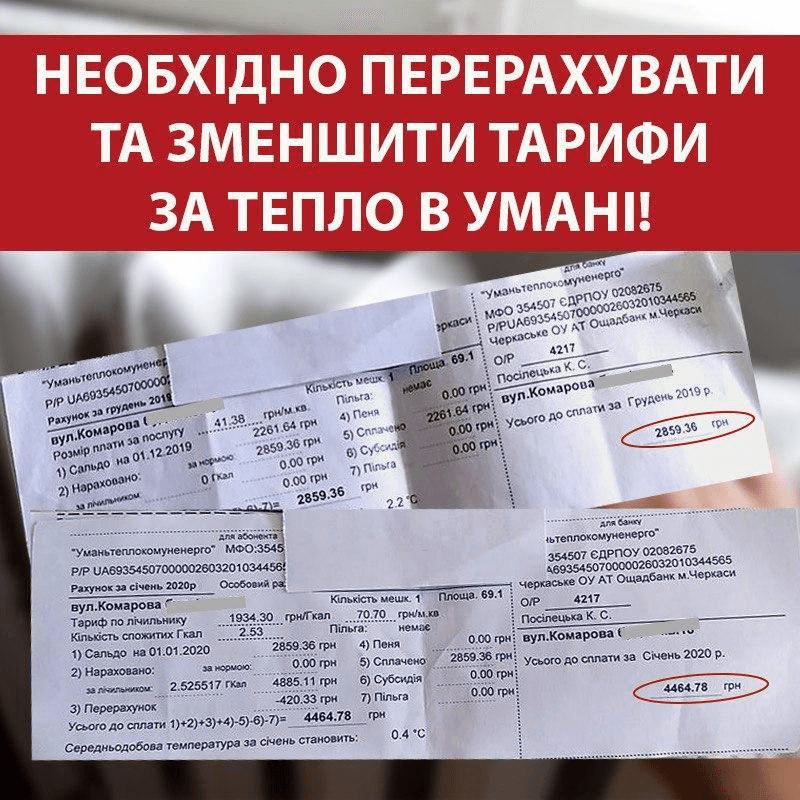 НЕОБХІДНО ПЕРЕРАХУВАТИ
ТА ЗМЕНШИТИ ТАРИФИ
ЗА ТЕПЛО В УМАНІ!
для банку
"Уманьтеплокомуненерго"
МФО 354507 ЄДРПОУ 02082675
Р/РUA693545070000026032010344565
Черкаське ОУ АТ Ощадбанк м.Черкаси
О/Р 4217
Посілецька К. С.
вул.Комарова
Усього до сплати за Грудень 2019 р.
2859.36 грн
"Уманьтеплокомуненер
Р/Р UA69354507000002
Рахунок за грудень 2019
еркаси
Кількість мешк. 1 Площа 69.1
вул.Комарова
Пільга: немає
Розмір плати за послугу 41.38 грн/м.кв.
1) Сальдо на 01.12.2019 2261.64 грн 4) Пеня 0.00 грн
2) Нараховано: за нормою: 2859.36 грн 5) Сплачено 2261.64 грн
за лічильником: 0 Гкал 0.00 грн 6) Субсидія 0.00 грн
0.00 грн 7) Пільга 0.00 грн
-6)-7)= 2859.36 грн
2.2 °C
для абонента
"Уманьтеплокомуненерго" МФО:3545
Р/Р UA6935450700000260320103445
Рахунок за січень 2020р Особовий ра
вул.Комарова
Кількість мешк. 1 Площа. 69.1
Тариф по лічильнику 1934.30 грн/Гкал 70.70 грн/м.кв
Кількість спожитих Гкал 2.53 Пільга: немає
1) Сальдо на 01.01.2020 2859.36 грн 4) Пеня 0.00 грн
2) Нараховано: за нормою: 0.00 грн 5) Сплачено 2859.36 грн
за лічильником: 2.525517 Гкал 4885.11 грн 6) Субсидія 0.00 грн
3) Перерахунок -420.33 грн 7) Пільга 0.00 грн
Усього до сплати 1)+2)+3)+4)-5)-6)-7)= 4464.78 грн
Середньодобова температура за січень становить: 0.4 °C
для банку
ьтеплокомуненерго"
354507 ЄДРПОУ 02082675
693545070000026032010344565
Черкаське ОУ АТ Ощадбанк м.Черкаси
О/Р 4217
Посілецька К. С.
вул.Комарова
Усього до сплати за Січень 2020 р.
4464.78 грн